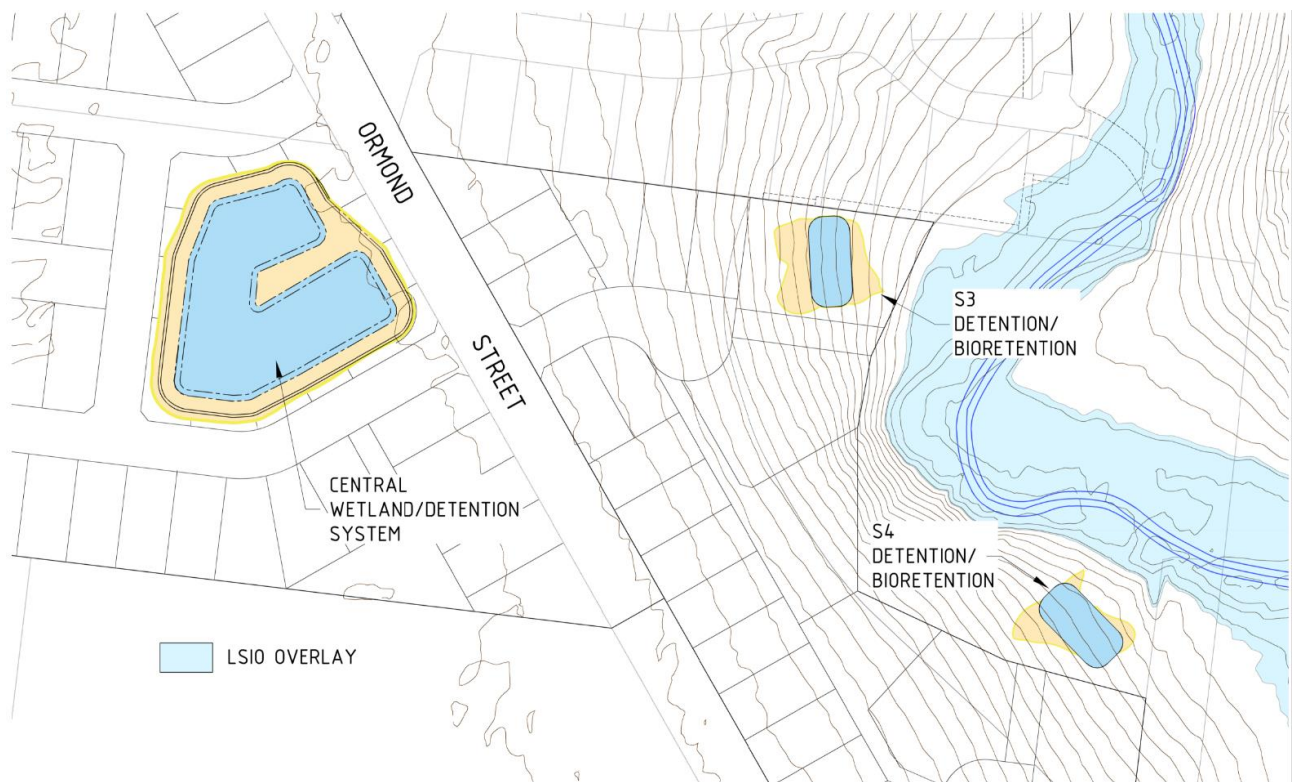 ORMOND
STREET
S3
DETENTION/
BIORETENTION
CENTRAL
WETLAND/DETENTION
SYSTEM
S4
DETENTION/
BIORETENTION
LSIO OVERLAY